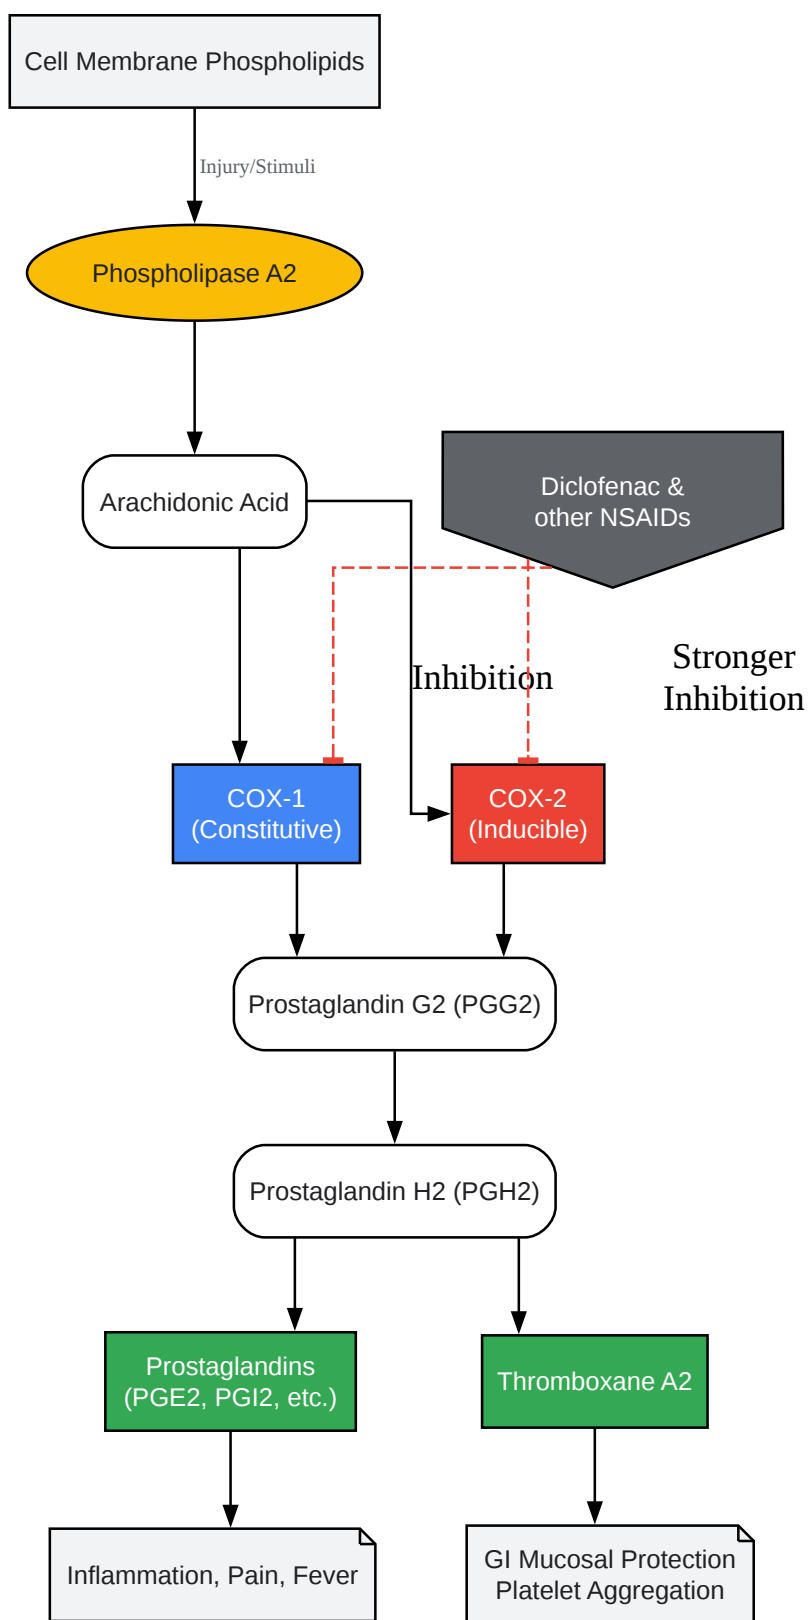 Cell Membrane Phospholipids
Injury/Stimuli
Phospholipase A2
Arachidonic Acid
Diclofenac &
other NSAIDs
Inhibition
Stronger
Inhibition
COX-1
(Constitutive)
COX-2
(Inducible)
Prostaglandin G2 (PGG2)
Prostaglandin H2 (PGH2)
Prostaglandins
(PGE2, PGI2, etc.)
Thromboxane A2
Inflammation, Pain, Fever
GI Mucosal Protection
Platelet Aggregation